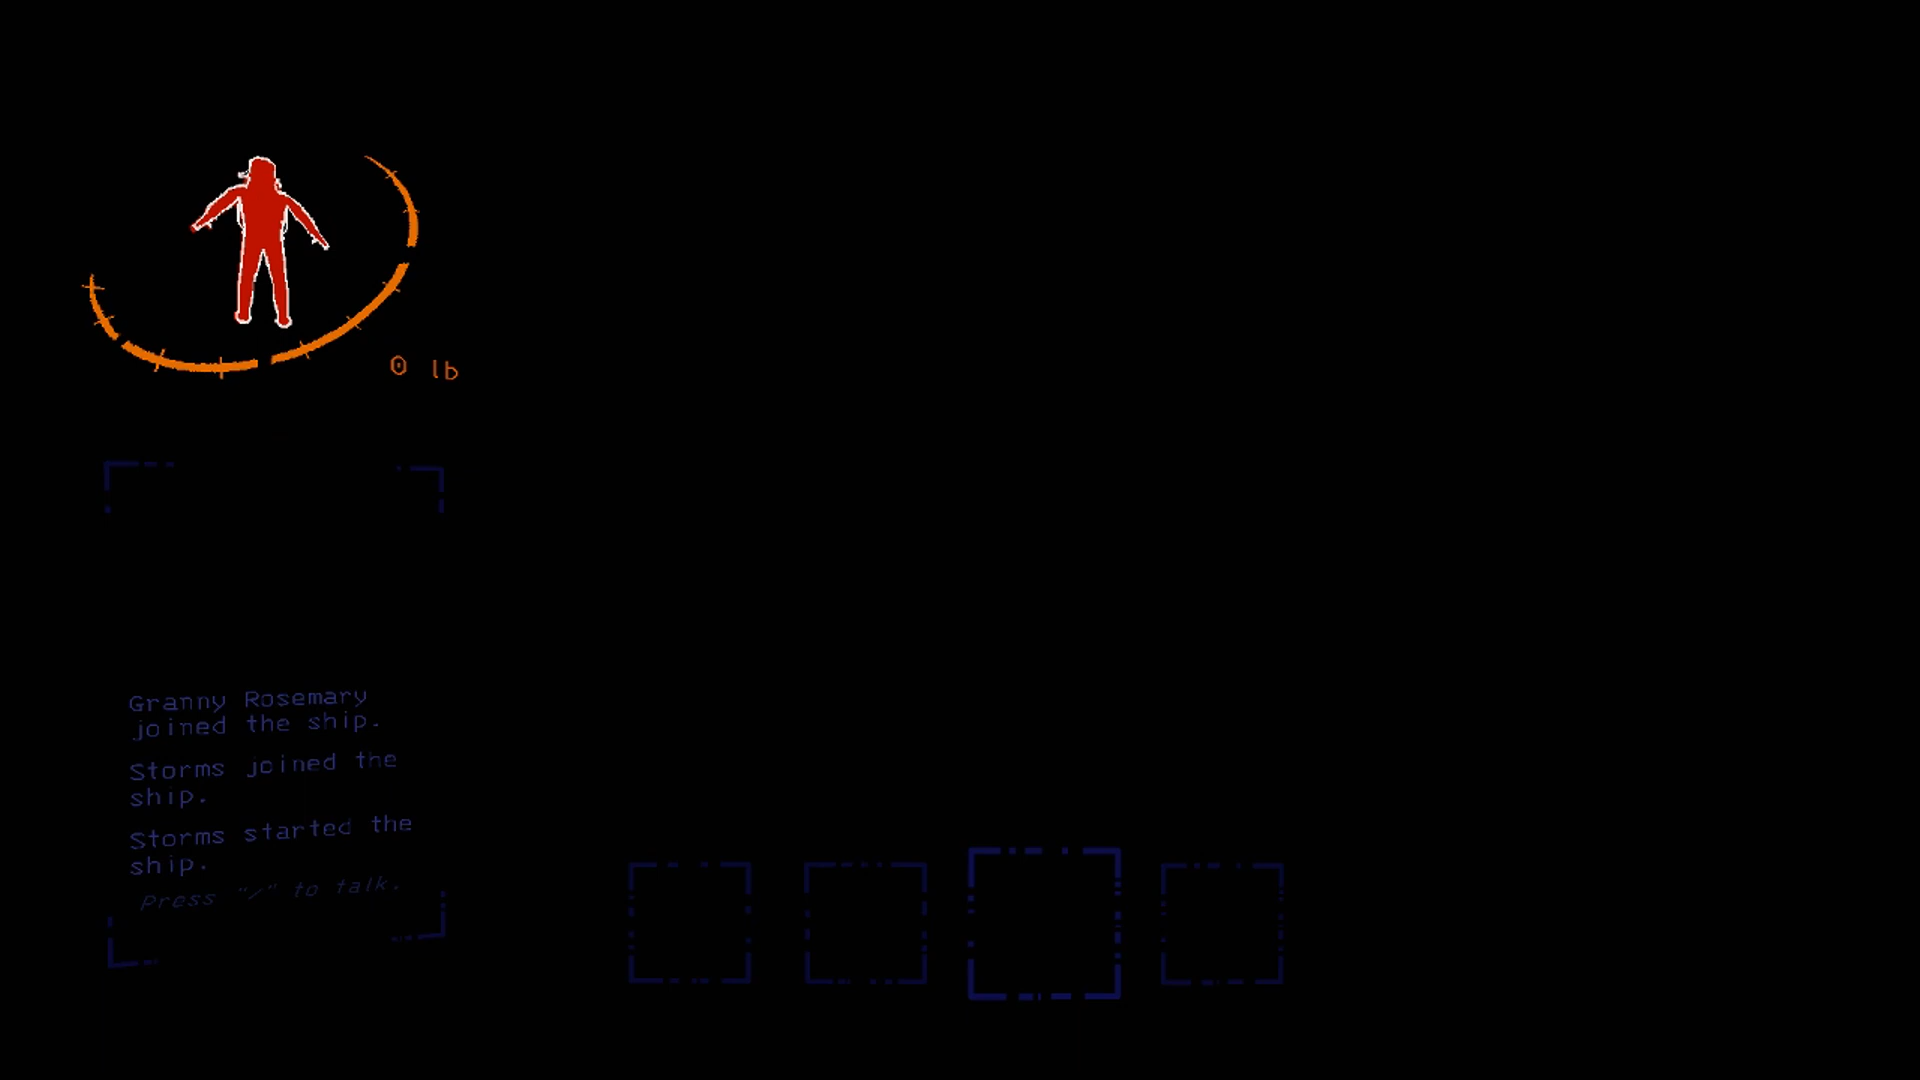 0 lb
Granny Rosemary
joined the ship.
Storms joined the
ship.
Storms started the
ship.
Press "/" to talk.